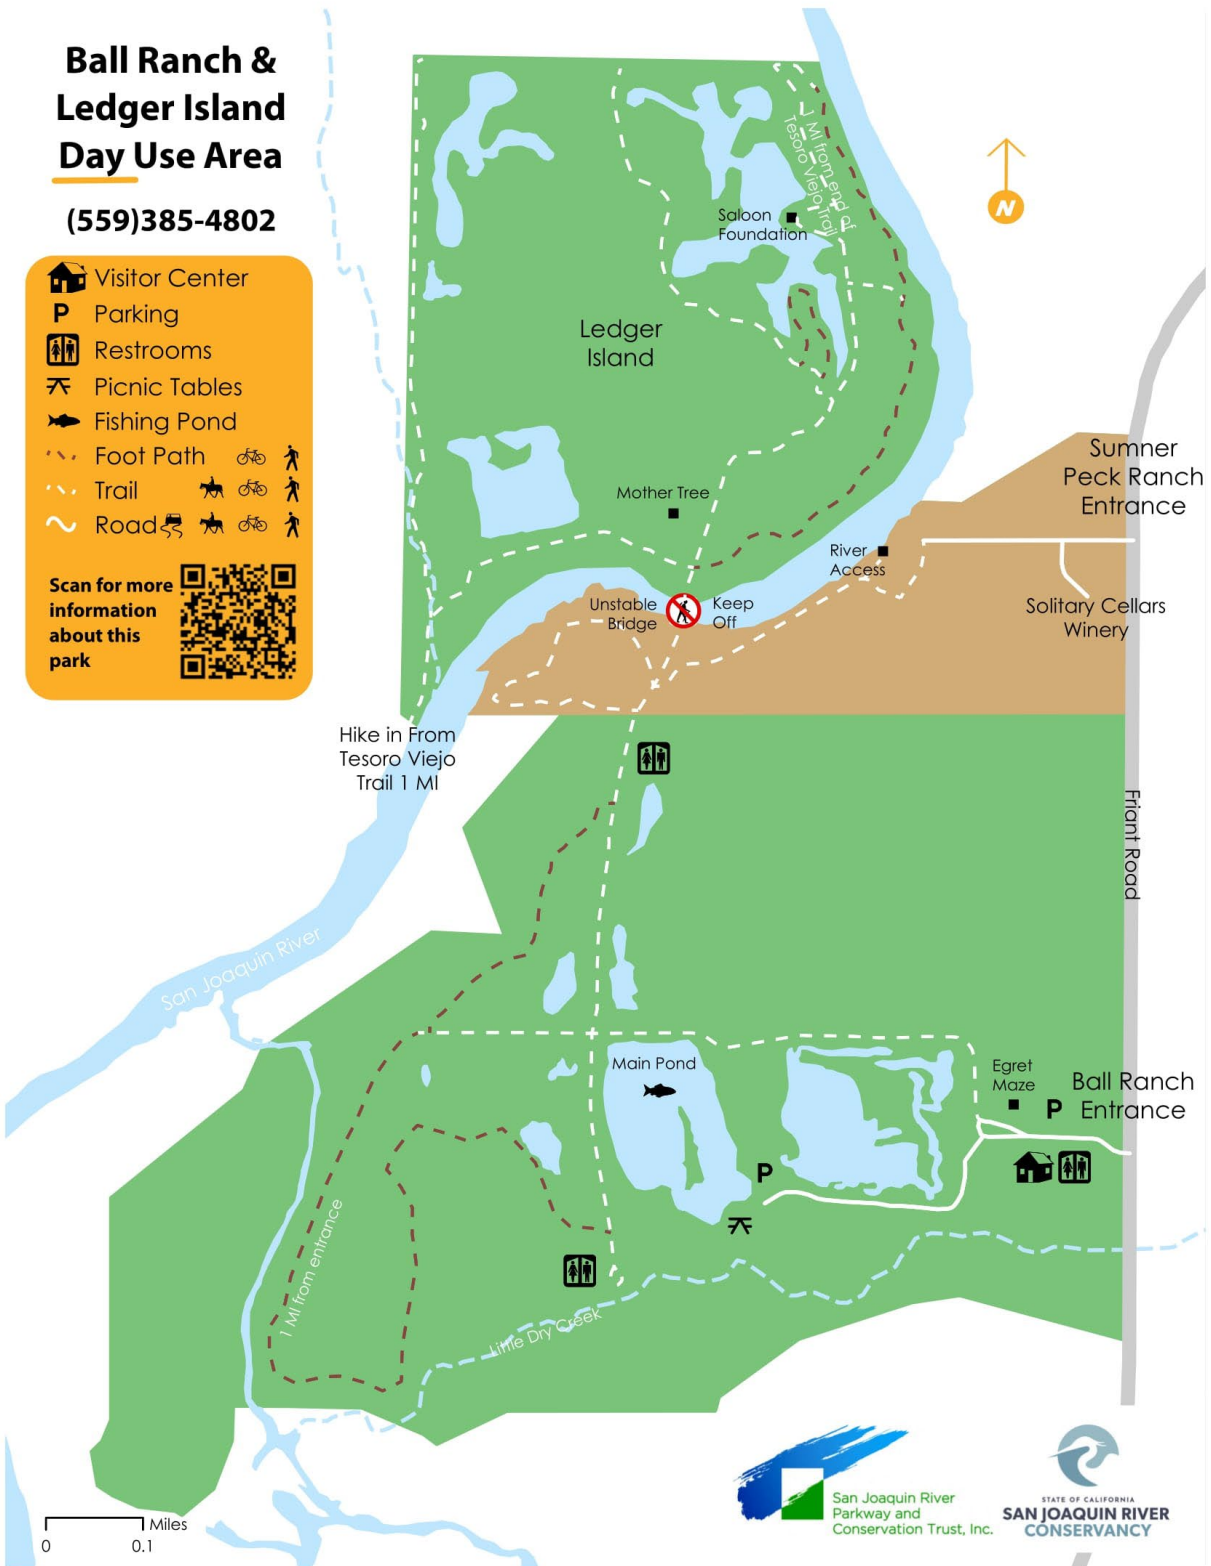 Ball Ranch &
Ledger Island
Day Use Area
(559)385-4802
Visitor Center
P Parking
Restrooms
Picnic Tables
Fishing Pond
Foot Path
Trail
Road
Scan for more
information
about this
park
N
1 MI from end of
Tesoro Viejo Trail
Saloon
Foundation
Ledger
Island
Mother Tree
Sumner
Peck Ranch
Entrance
River
Access
Unstable
Bridge
Keep
Off
Solitary Cellars
Winery
Hike in From
Tesoro Viejo
Trail 1 MI
Friant Road
San Joaquin River
Main Pond
Egret
Maze
P
Ball Ranch
Entrance
P
1 MI from entrance
Little Dry Creek
Miles
0
0.1
San Joaquin River
Parkway and
Conservation Trust, Inc.
STATE OF CALIFORNIA
SAN JOAQUIN RIVER
CONSERVANCY